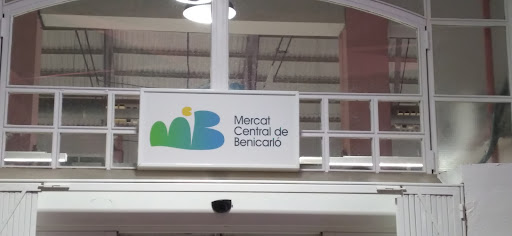 Mercat
Central de
Benicarló